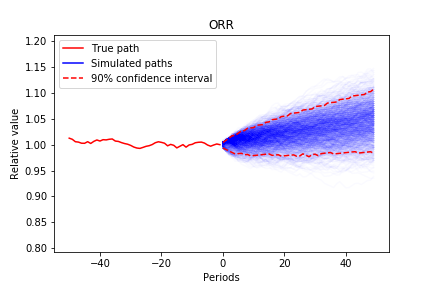 ORR
True path
Simulated paths
90% confidence interval
1.20
1.15
1.10
1.05
1.00
0.95
0.90
0.85
0.80
Relative value
−40
−20
0
20
40
Periods